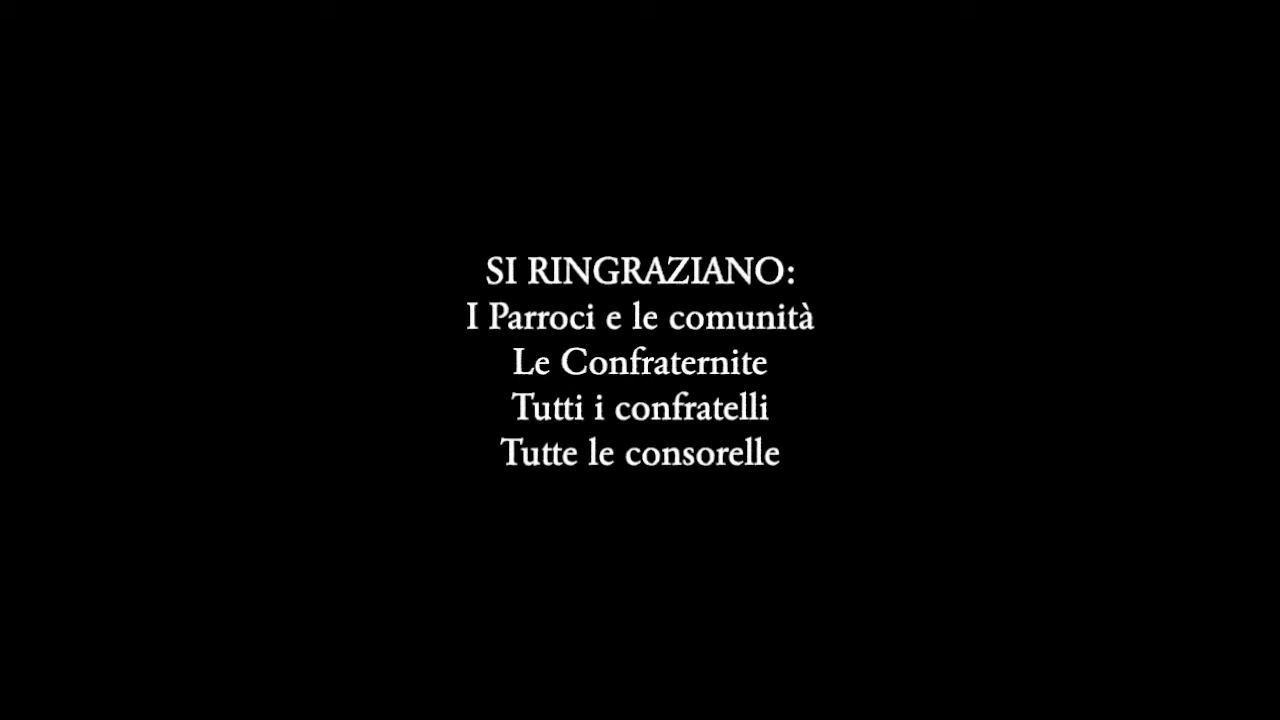 SI RINGRAZIANO:
I Parroci e le comunità
Le Confraternite
Tutti i confratelli
Tutte le consorelle